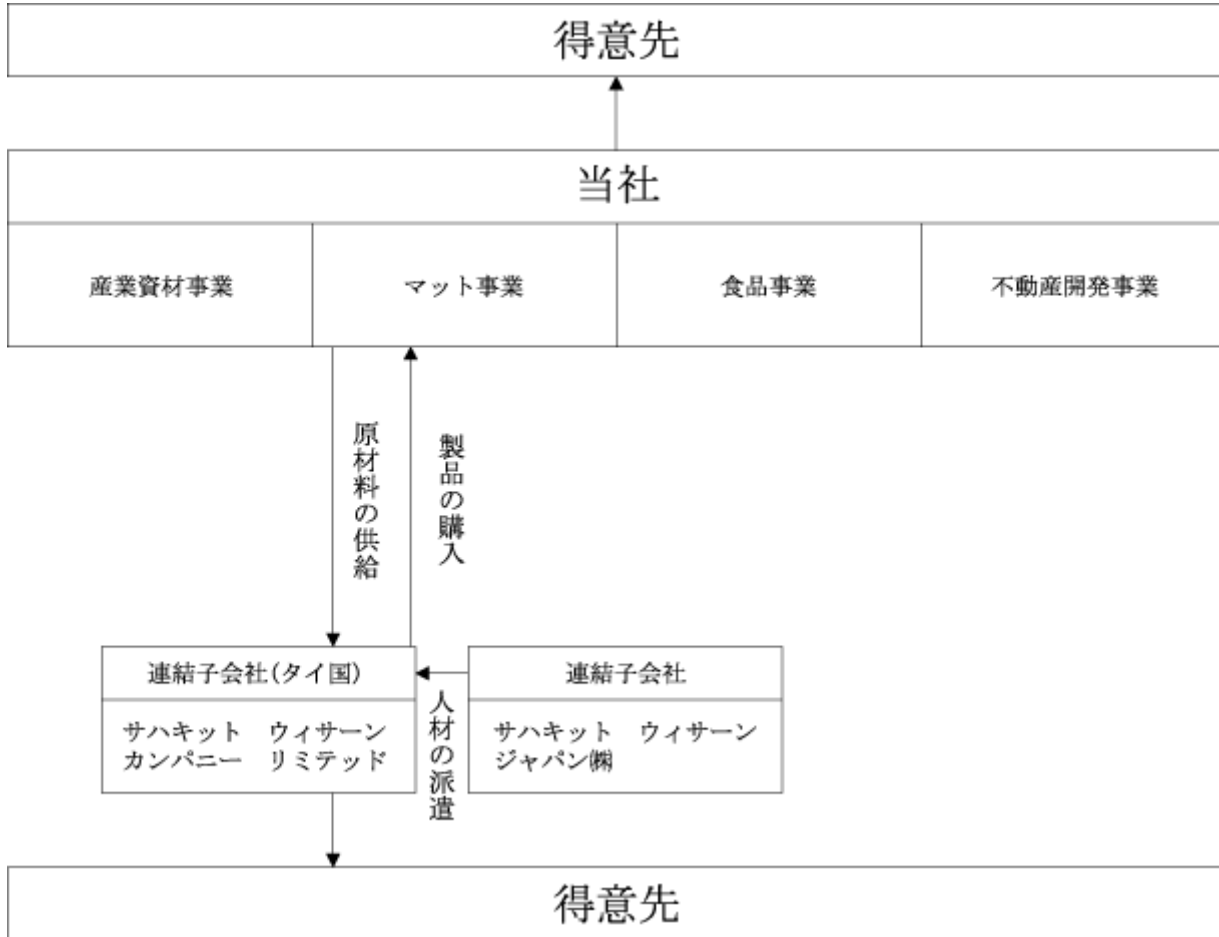 得意先
当社
産業資材事業
マット事業
食品事業
不動産開発事業
原材料の供給
製品の購入
連結子会社(タイ国)
サハキット　ウィサーン
カンパニー　リミテッド
人材の派遣
連結子会社
サハキット　ウィサーン
ジャパン㈱
得意先